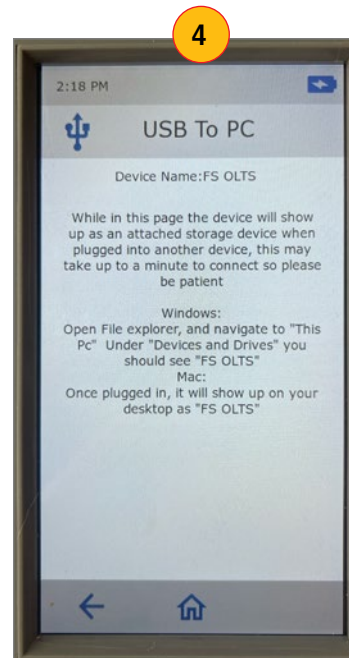 4
2:18 PM
USB To PC
Device Name:FS OLTS
While in this page the device will show
up as an attached storage device when
plugged into another device, this may
take up to a minute to connect so please
be patient
Windows:
Open File explorer, and navigate to "This
Pc"  Under "Devices and Drives" you
should see "FS OLTS"
Mac:
Once plugged in, it will show up on your
desktop as "FS OLTS"